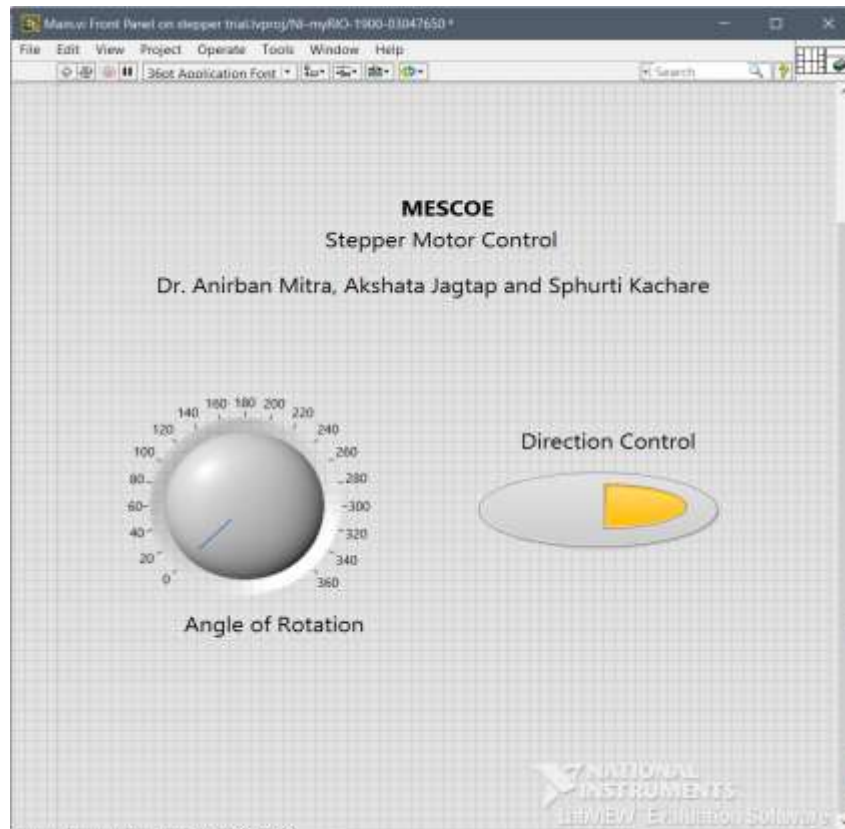 Main.vi Front Panel on stepper trial.lvproj/NI-myRIO-1900-03047650 *
File Edit View Project Operate Tools Window Help
36pt Application Font
Search
MESCOE
Stepper Motor Control
Dr. Anirban Mitra, Akshata Jagtap and Sphurti Kachare
0 20 40 60 80 100 120 140 160 180 200 220 240 260 280 300 320 340 360
Angle of Rotation
Direction Control
NATIONAL
INSTRUMENTS
LabVIEW Evaluation Software